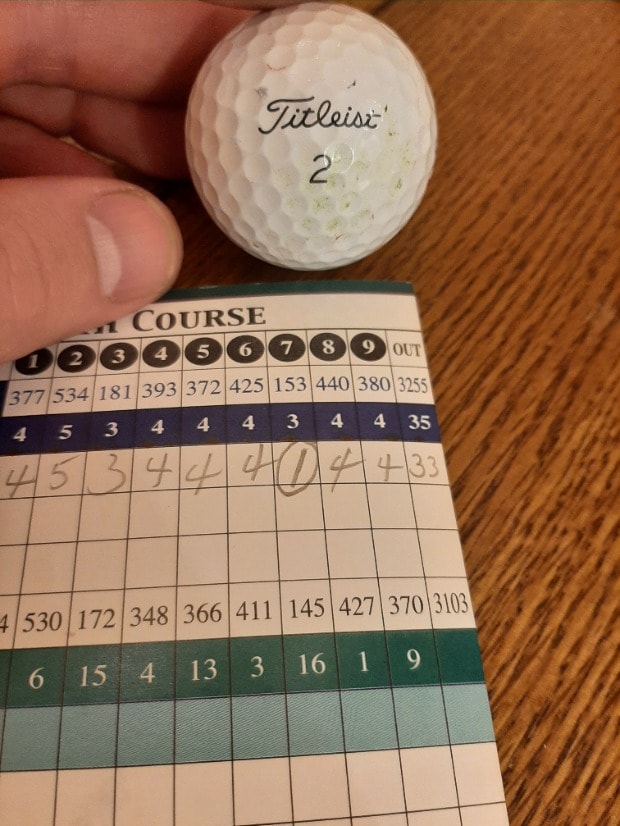 Titleist
2
COURSE
1 2 3 4 5 6 7 8 9 OUT
377 534 181 393 372 425 153 440 380 3255
4 5 3 4 4 4 3 4 4 35
4 5 3 4 4 4 1 4 4 33
4 530 172 348 366 411 145 427 370 3103
6 15 4 13 3 16 1 9